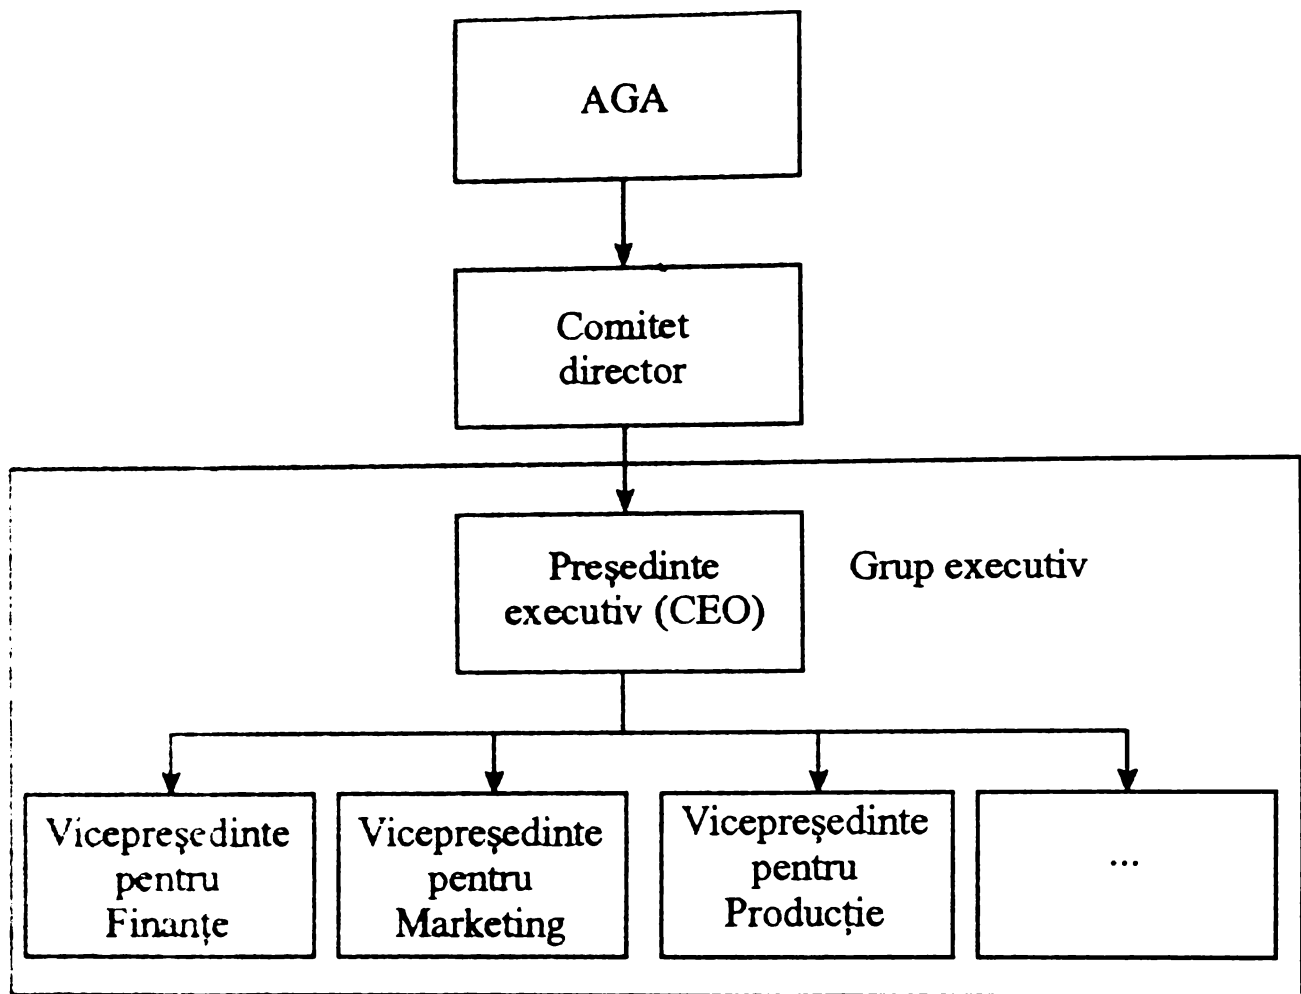 AGA
Comitet
director
Președinte
executiv (CEO)
Grup executiv
Vicepreședinte
pentru
Finanțe
Vicepreședinte
pentru
Marketing
Vicepreședinte
pentru
Producție
...